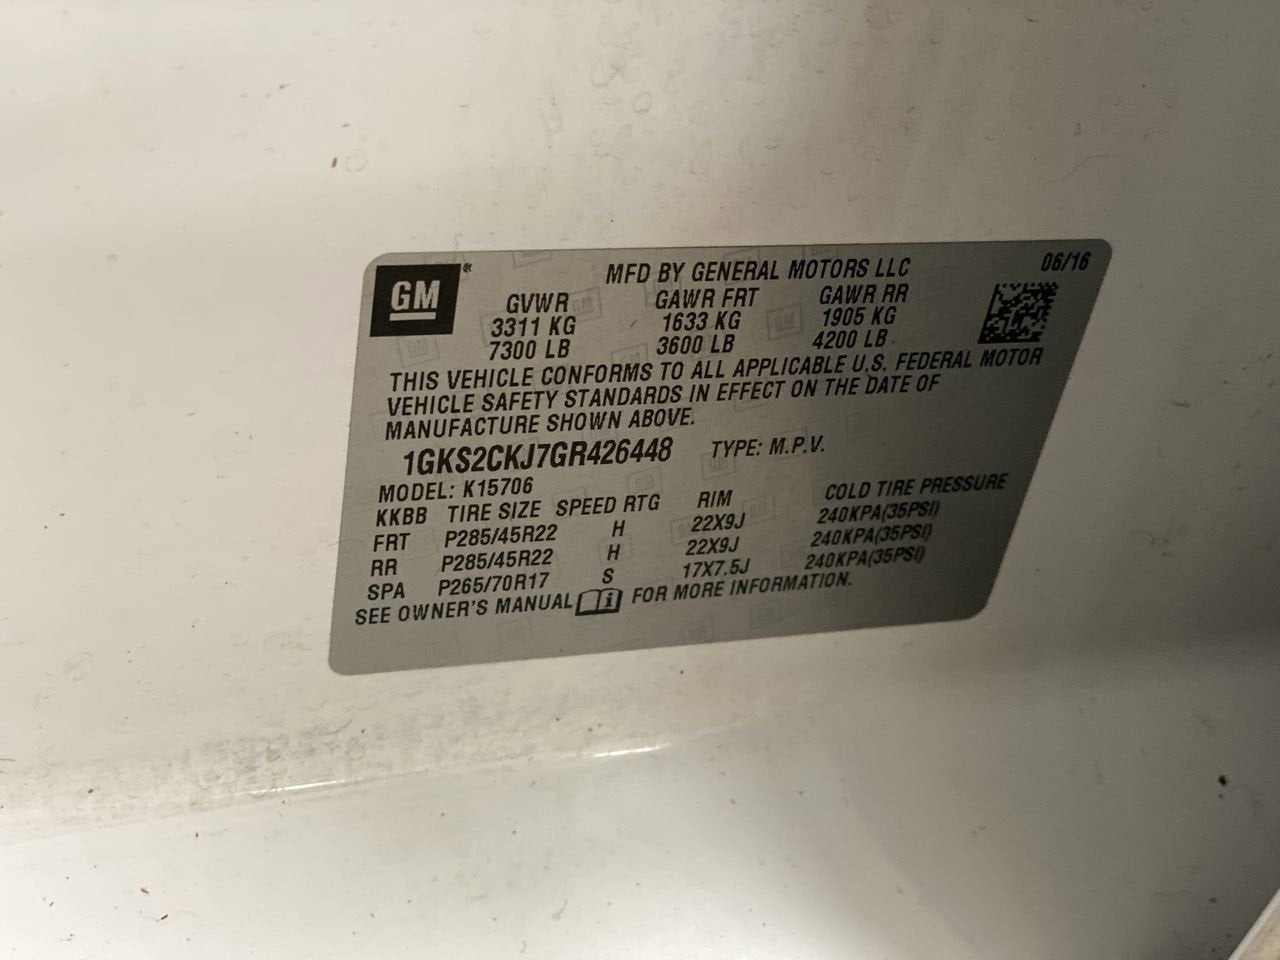 GM® MFD BY GENERAL MOTORS LLC 06/16
GVWR GAWR FRT GAWR RR
3311 KG 1633 KG 1905 KG
7300 LB 3600 LB 4200 LB
THIS VEHICLE CONFORMS TO ALL APPLICABLE U.S. FEDERAL MOTOR
VEHICLE SAFETY STANDARDS IN EFFECT ON THE DATE OF
MANUFACTURE SHOWN ABOVE.
1GKS2CKJ7GR426448 TYPE: M.P.V.
MODEL: K15706
KKBB TIRE SIZE SPEED RTG RIM COLD TIRE PRESSURE
FRT P285/45R22 H 22X9J 240KPA(35PSI)
RR P285/45R22 H 22X9J 240KPA(35PSI)
SPA P265/70R17 S 17X7.5J 240KPA(35PSI)
SEE OWNER'S MANUAL i FOR MORE INFORMATION.